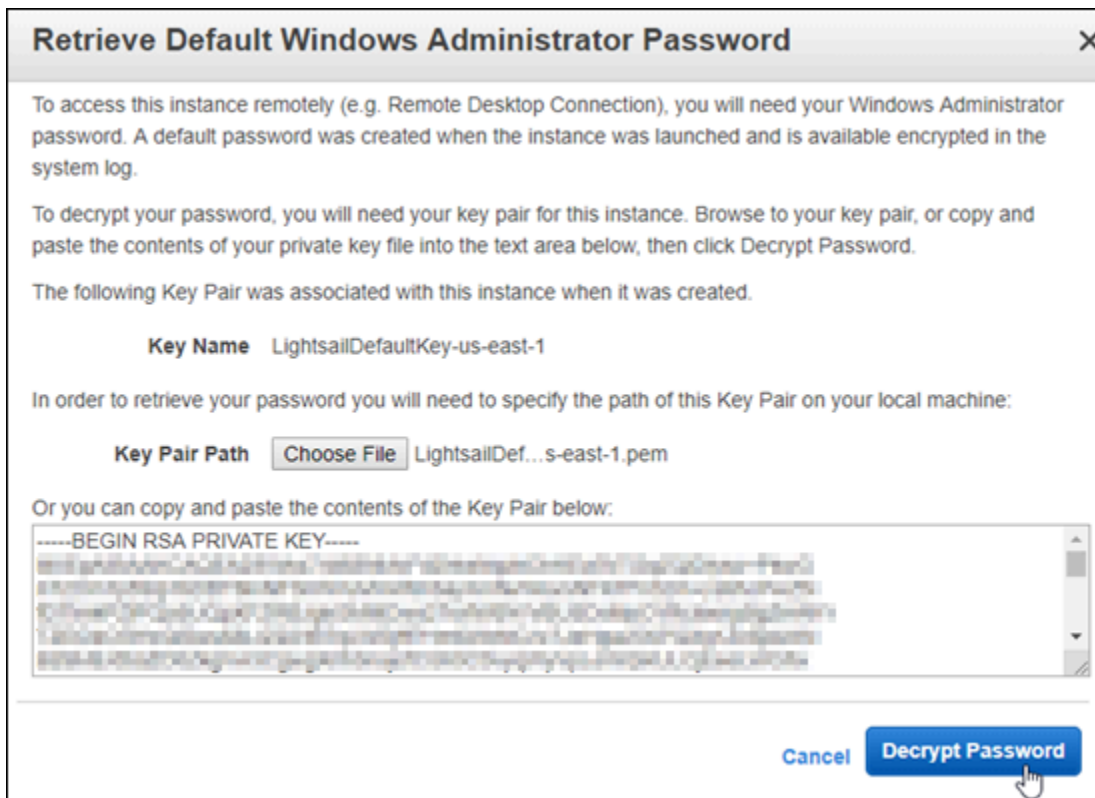 Retrieve Default Windows Administrator Password
To access this instance remotely (e.g. Remote Desktop Connection), you will need your Windows Administrator
password. A default password was created when the instance was launched and is available encrypted in the
system log.
To decrypt your password, you will need your key pair for this instance. Browse to your key pair, or copy and
paste the contents of your private key file into the text area below, then click Decrypt Password.
The following Key Pair was associated with this instance when it was created.
Key Name LightsailDefaultKey-us-east-1
In order to retrieve your password you will need to specify the path of this Key Pair on your local machine:
Key Pair Path Choose File LightsailDef...s-east-1.pem
Or you can copy and paste the contents of the Key Pair below:
-----BEGIN RSA PRIVATE KEY-----
Cancel Decrypt Password